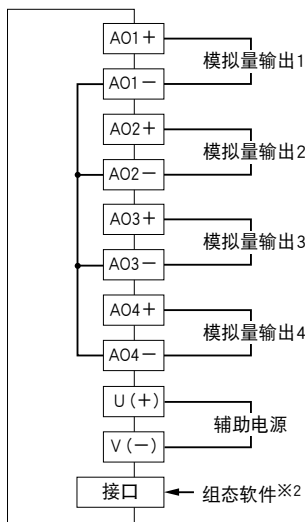 AO1+
模拟量输出1
AO1−
AO2+
模拟量输出2
AO2−
AO3+
模拟量输出3
AO3−
AO4+
模拟量输出4
AO4−
U(+)
辅助电源
V(−)
接口
组态软件※2